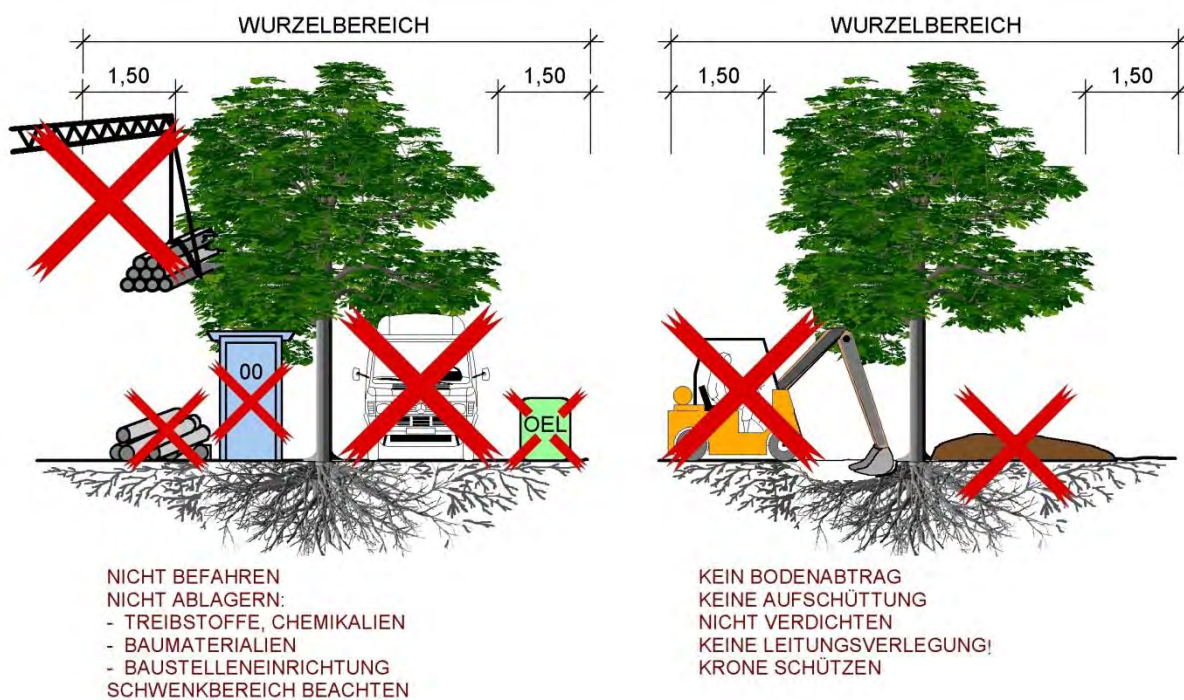 WURZELBEREICH
1,50
1,50
00
OEL
NICHT BEFAHREN
NICHT ABLAGERN:
- TREIBSTOFFE, CHEMIKALIEN
- BAUMATERIALIEN
- BAUSTELLENEINRICHTUNG
SCHWENKBEREICH BEACHTEN
WURZELBEREICH
1,50
1,50
KEIN BODENABTRAG
KEINE AUFSCHÜTTUNG
NICHT VERDICHTEN
KEINE LEITUNGSVERLEGUNG!
KRONE SCHÜTZEN